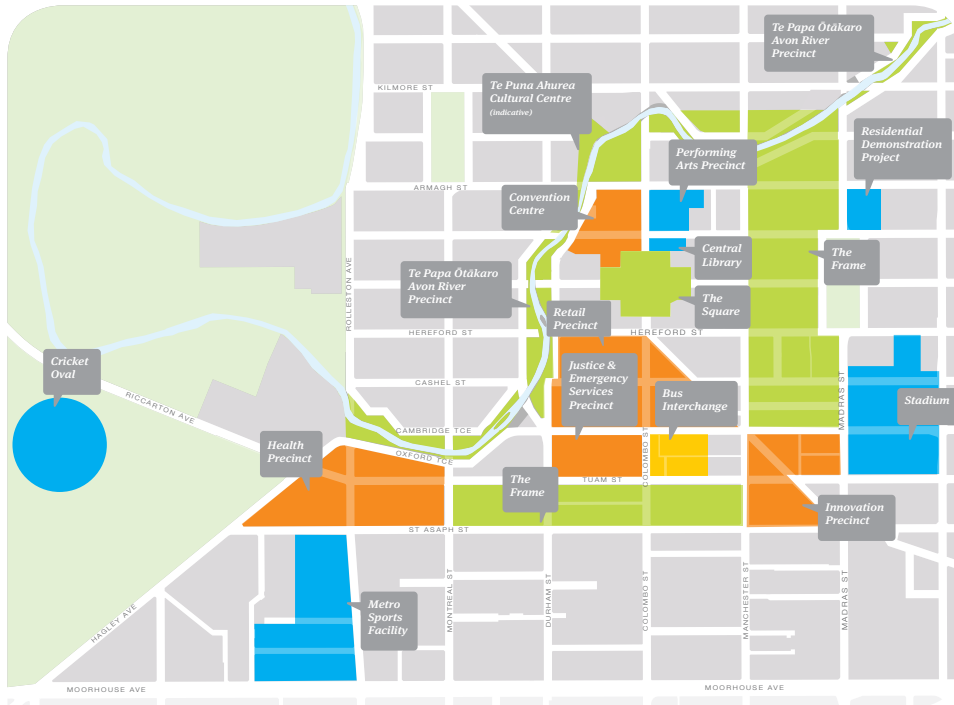 Te Papa Ōtākaro
Avon River
Precinct
Te Puna Ahurea
Cultural Centre
(indicative)
KILMORE ST
Residential
Demonstration
Project
Performing
Arts Precinct
ARMAGH ST
Convention
Centre
Central
Library
The
Frame
Te Papa Ōtākaro
Avon River
Precinct
The
Square
ROLLESTON AVE
Retail
Precinct
HEREFORD ST
HEREFORD ST
Cricket
Oval
Justice &
Emergency
Services
Precinct
CASHEL ST
Bus
Interchange
MADRAS ST
Stadium
RICCARTON AVE
CAMBRIDGE TCE
OXFORD TCE
COLOMBO ST
Health
Precinct
TUAM ST
The
Frame
Innovation
Precinct
ST ASAPH ST
MONTREAL ST
DURHAM ST
COLOMBO ST
MANCHESTER ST
MADRAS ST
Metro
Sports
Facility
HAGLEY AVE
MOORHOUSE AVE
MOORHOUSE AVE